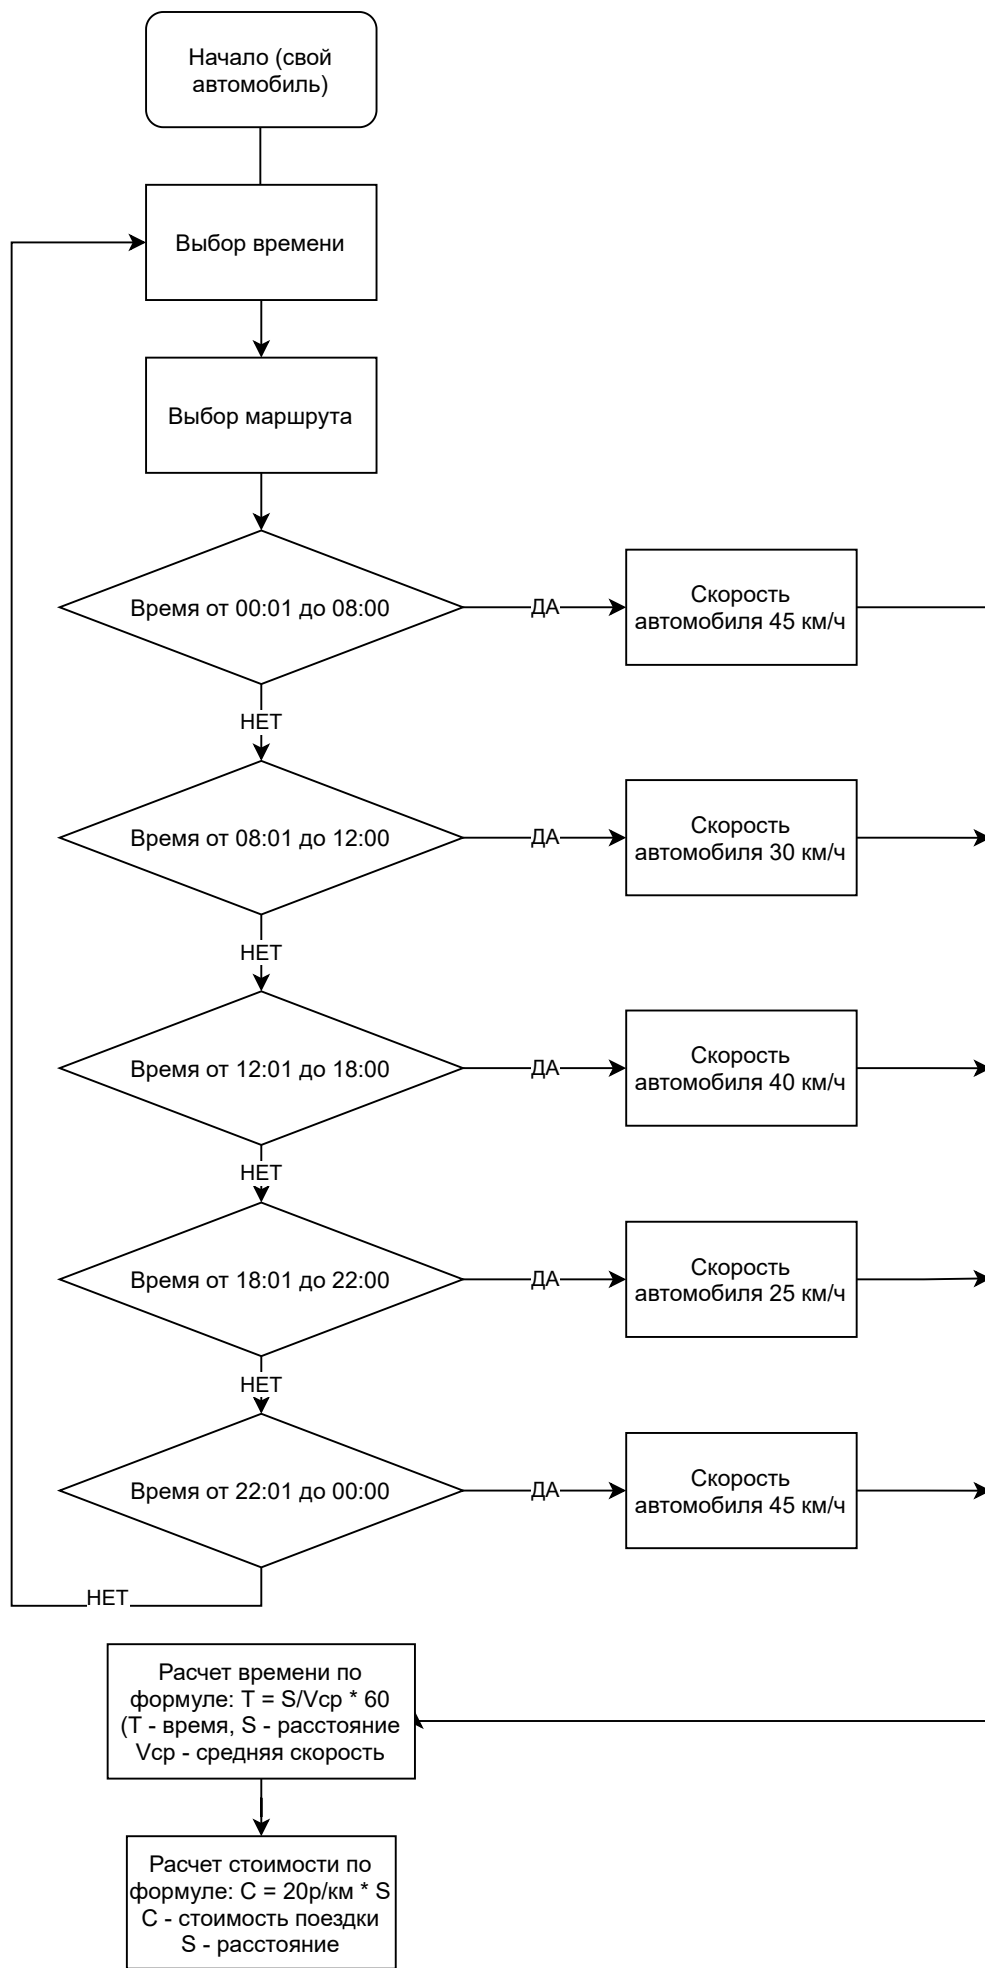 Начало (свой
автомобиль)
Выбор времени
Выбор маршрута
Время от 00:01 до 08:00
ДА
Скорость
автомобиля 45 км/ч
НЕТ
Время от 08:01 до 12:00
ДА
Скорость
автомобиля 30 км/ч
НЕТ
Время от 12:01 до 18:00
ДА
Скорость
автомобиля 40 км/ч
НЕТ
Время от 18:01 до 22:00
ДА
Скорость
автомобиля 25 км/ч
НЕТ
Время от 22:01 до 00:00
ДА
Скорость
автомобиля 45 км/ч
НЕТ
Расчет времени по
формуле: T = S/Vср * 60
(T - время, S - расстояние
Vср - средняя скорость
Расчет стоимости по
формуле: C = 20р/км * S
C - стоимость поездки
S - расстояние